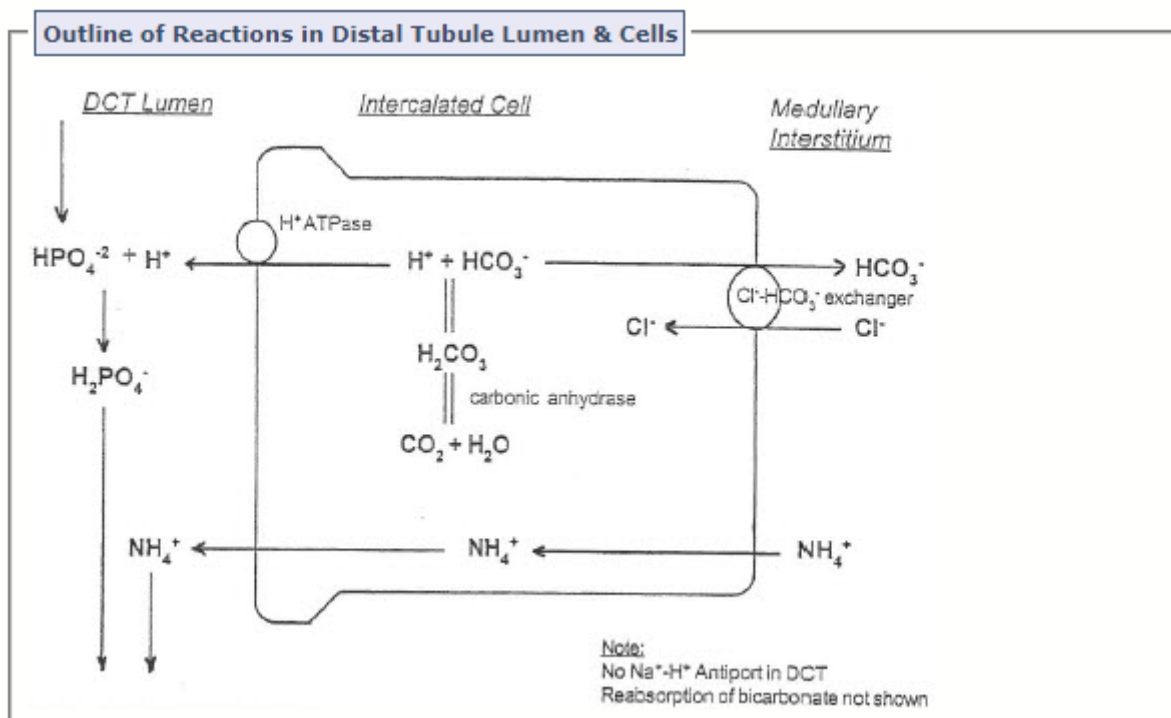 Outline of Reactions in Distal Tubule Lumen & Cells
DCT Lumen
Intercalated Cell
Medullary
Interstitium
H⁺ ATPase
HPO₄⁻² + H⁺
H⁺ + HCO₃⁻
HCO₃⁻
Cl⁻-HCO₃⁻ exchanger
Cl⁻
Cl⁻
H₂PO₄⁻
H₂CO₃
carbonic anhydrase
CO₂ + H₂O
NH₄⁺
NH₄⁺
NH₄⁺
Note:
No Na⁺-H⁺ Antiport in DCT
Reabsorption of bicarbonate not shown